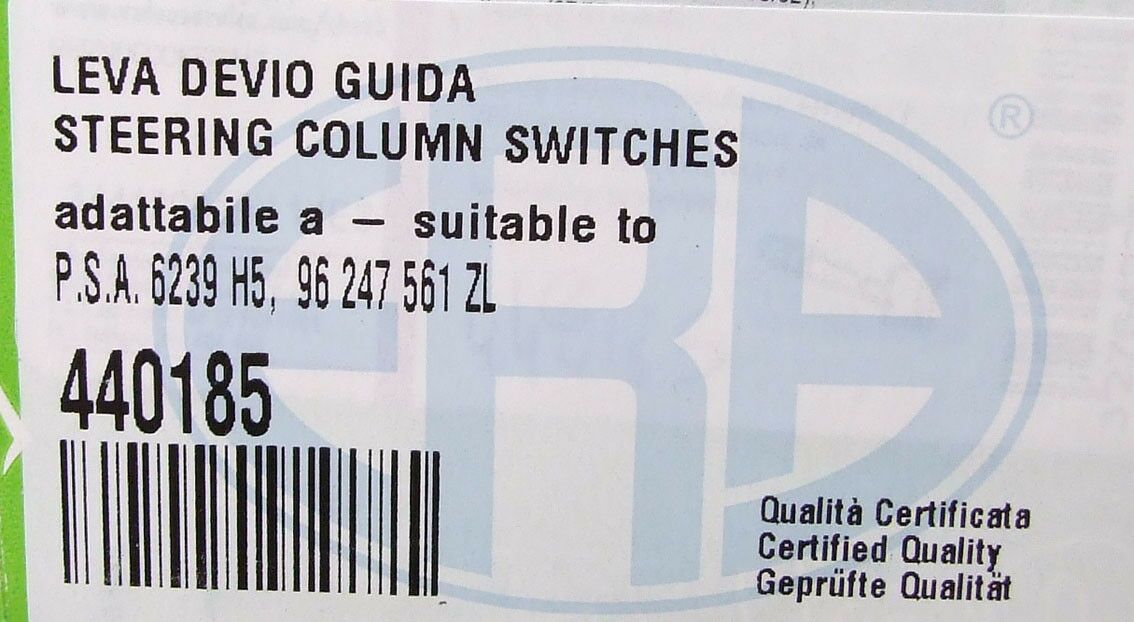 LEVA DEVIO GUIDA
STEERING COLUMN SWITCHES
adattabile a – suitable to
P.S.A. 6239 H5, 96 247 561 ZL
440185
ERA
®
Qualità Certificata
Certified Quality
Geprüfte Qualität